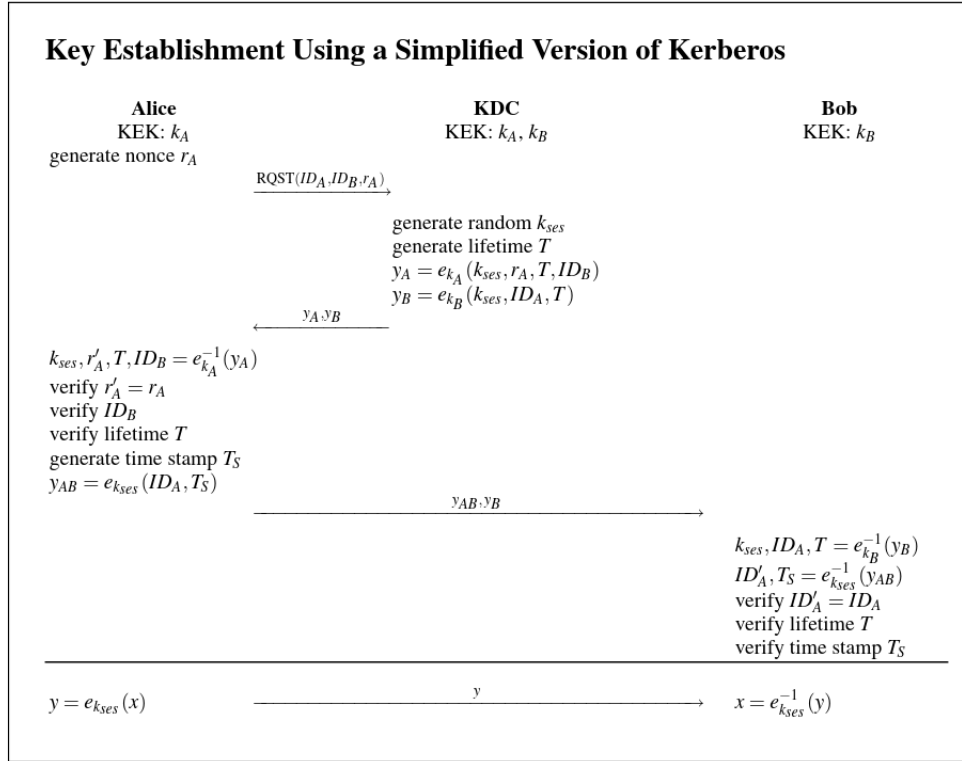 Key Establishment Using a Simplified Version of Kerberos
Alice KDC Bob
KEK: k_A KEK: k_A, k_B KEK: k_B
generate nonce r_A
RQST(ID_A,ID_B,r_A)
generate random k_ses
generate lifetime T
y_A = e_{k_A}(k_ses, r_A, T, ID_B)
y_B = e_{k_B}(k_ses, ID_A, T)
y_A, y_B
k_ses, r′_A, T, ID_B = e^{-1}_{k_A}(y_A)
verify r′_A = r_A
verify ID_B
verify lifetime T
generate time stamp T_S
y_AB = e_{k_ses}(ID_A, T_S)
y_AB, y_B
k_ses, ID_A, T = e^{-1}_{k_B}(y_B)
ID′_A, T_S = e^{-1}_{k_ses}(y_AB)
verify ID′_A = ID_A
verify lifetime T
verify time stamp T_S
y = e_{k_ses}(x) y x = e^{-1}_{k_ses}(y)